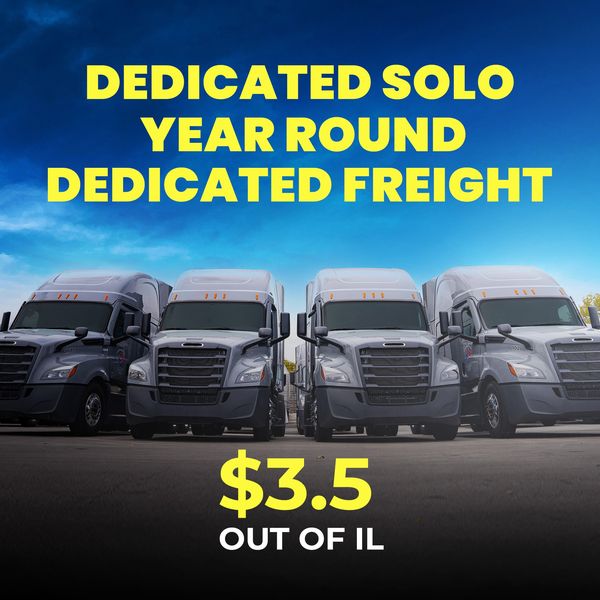 DEDICATED SOLO
YEAR ROUND
DEDICATED FREIGHT
$3.5
OUT OF IL